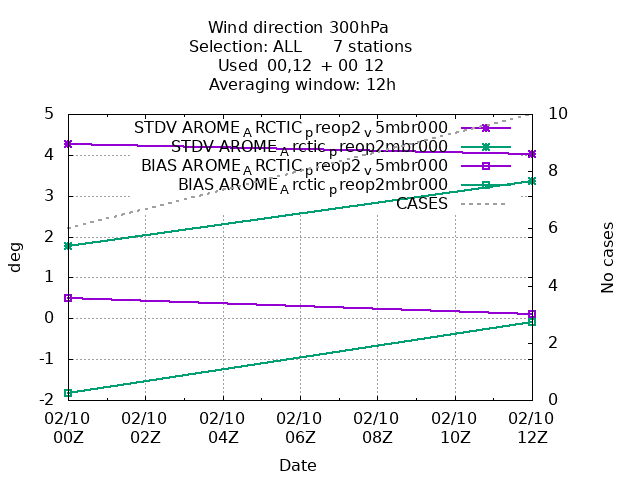 Wind direction 300hPa
Selection: ALL 7 stations
Used 00,12 + 00 12
Averaging window: 12h
STDV AROME_ARCTIC_preop2_v5mbr000
STDV AROME_Arctic_preop2mbr000
BIAS AROME_ARCTIC_preop2_v5mbr000
BIAS AROME_Arctic_preop2mbr000
CASES
5
4
3
2
1
0
-1
-2
deg
10
8
6
4
2
0
No cases
02/10 02/10 02/10 02/10 02/10 02/10 02/10
00Z 02Z 04Z 06Z 08Z 10Z 12Z
Date